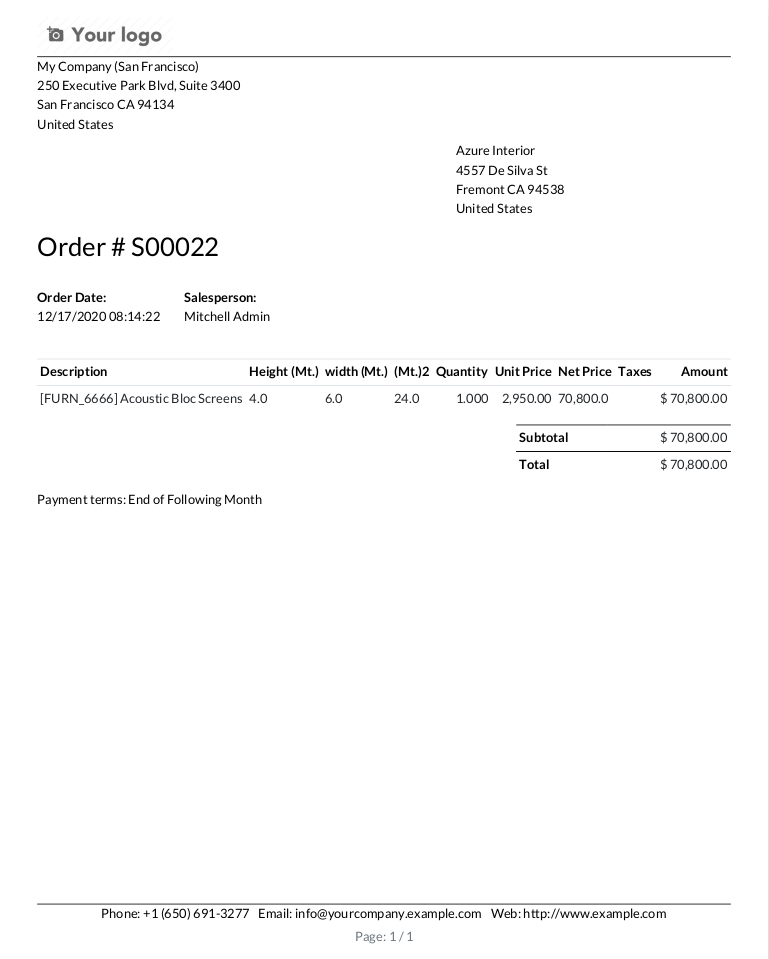 Your logo
My Company (San Francisco)
250 Executive Park Blvd, Suite 3400
San Francisco CA 94134
United States
Azure Interior
4557 De Silva St
Fremont CA 94538
United States
Order # S00022
Order Date: Salesperson:
12/17/2020 08:14:22 Mitchell Admin
Description Height (Mt.) width (Mt.) (Mt.)2 Quantity Unit Price Net Price Taxes Amount
[FURN_6666] Acoustic Bloc Screens 4.0 6.0 24.0 1.000 2,950.00 70,800.0 $ 70,800.00
Subtotal $ 70,800.00
Total $ 70,800.00
Payment terms: End of Following Month
Phone: +1 (650) 691-3277 Email: info@yourcompany.example.com Web: http://www.example.com
Page: 1 / 1